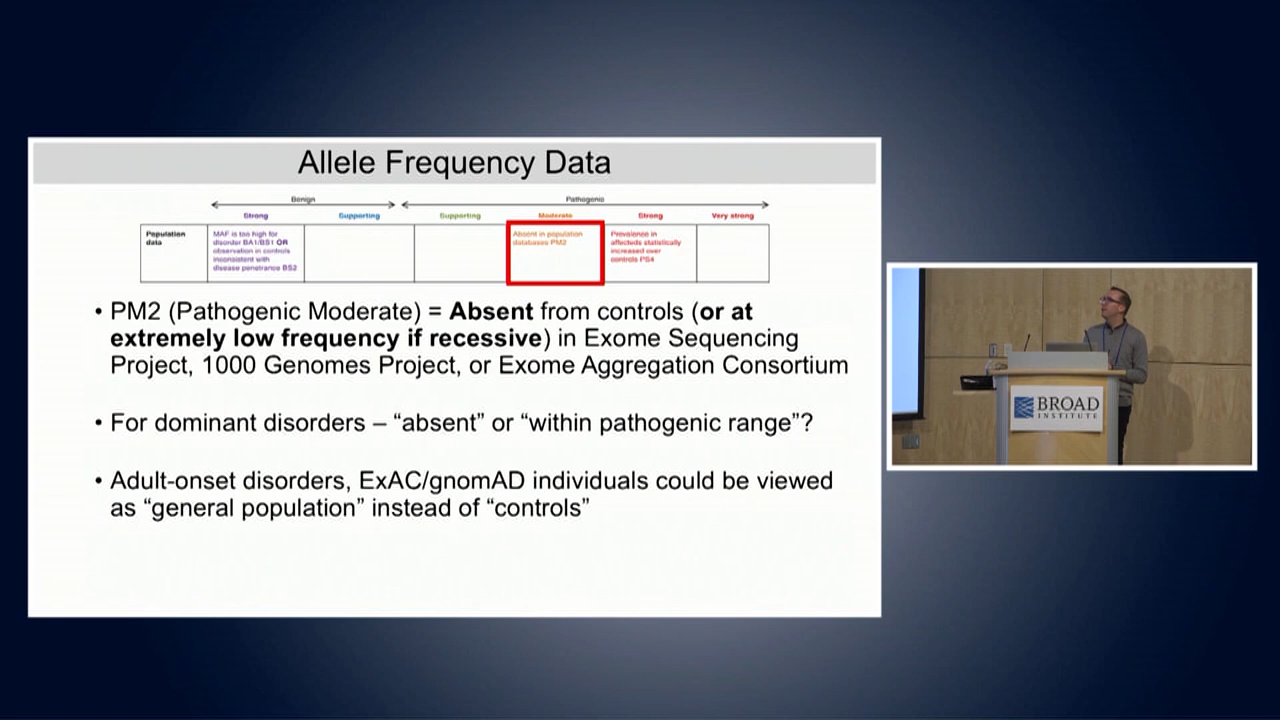 Allele Frequency Data
Benign
Pathogenic
Strong
Supporting
Supporting
Moderate
Strong
Very strong
Population
data
MAF is too high for
disorder BA1/BS1 OR
observation in controls
inconsistent with
disease penetrance BS2
Absent in population
databases PM2
Prevalence in
affecteds statistically
increased over
controls PS4
• PM2 (Pathogenic Moderate) = Absent from controls (or at
extremely low frequency if recessive) in Exome Sequencing
Project, 1000 Genomes Project, or Exome Aggregation Consortium
• For dominant disorders – “absent” or “within pathogenic range”?
• Adult-onset disorders, ExAC/gnomAD individuals could be viewed
as “general population” instead of “controls”
BROAD
INSTITUTE